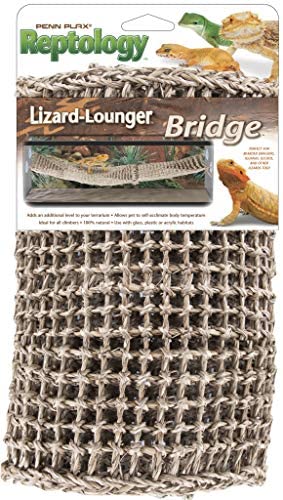 PENN PLAX®
Reptology™
Lizard-Lounger
Bridge
PERFECT FOR
BEARDED DRAGONS,
IGUANAS, GECKOS,
AND OTHER
LIZARDS TOO!
Adds an additional level to your terrarium • Allows pet to self-acclimate body temperature
Ideal for all climbers • 100% natural • Use with glass, plastic or acrylic habitats